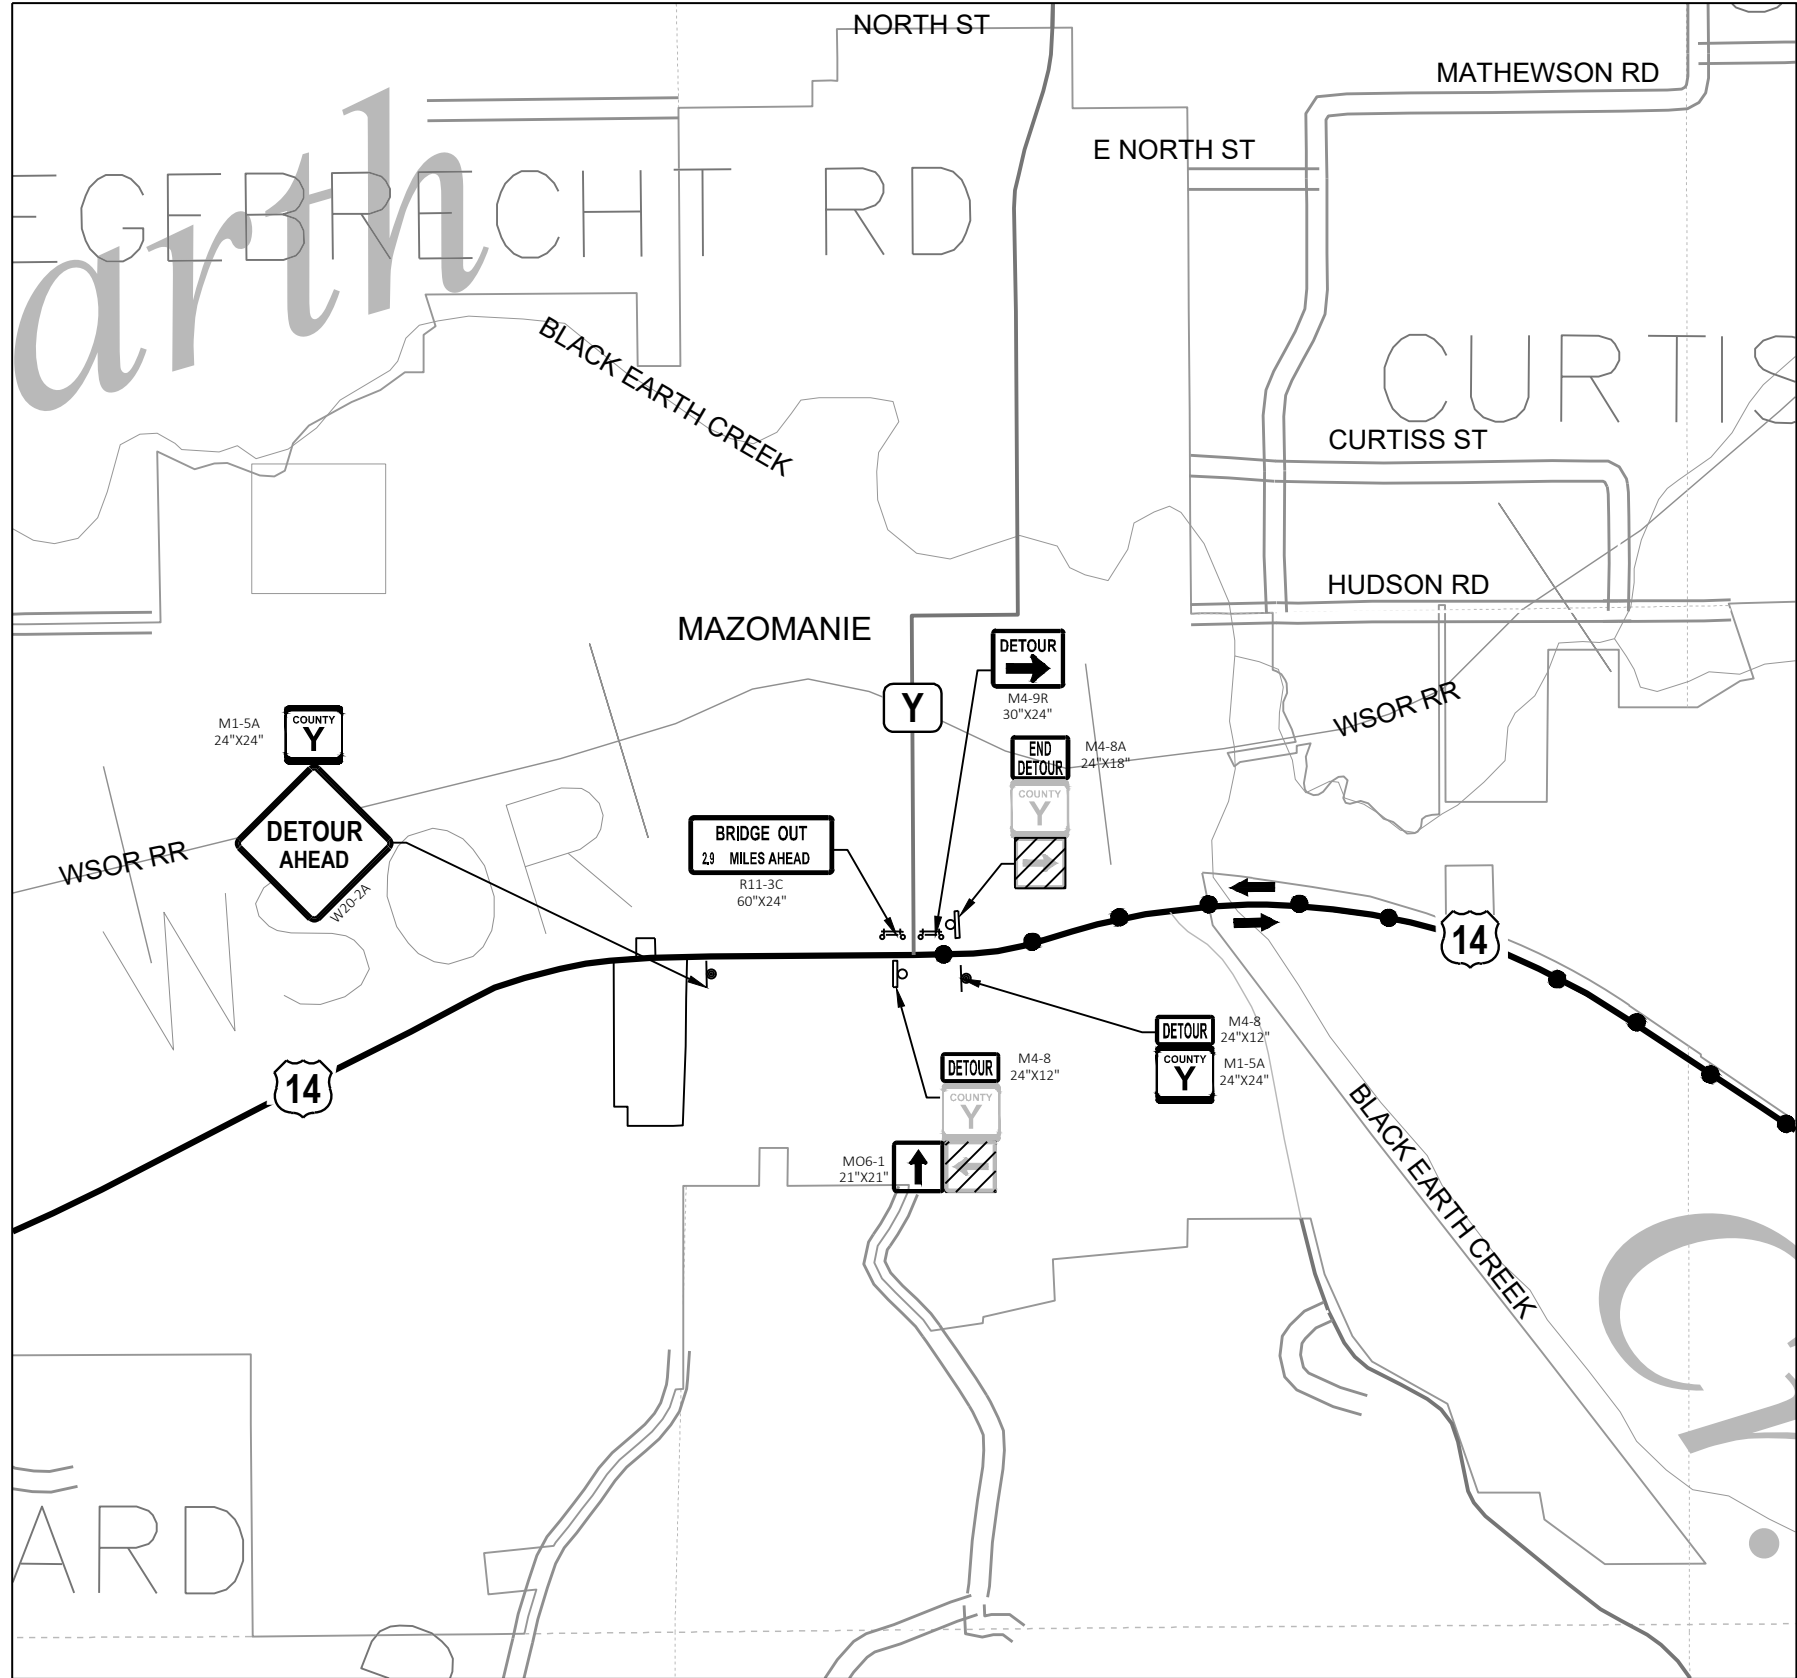 NORTH ST
MATHEWSON RD
E NORTH ST
EGEBRECHT RD
arth
BLACK EARTH CREEK
CURTIS
CURTISS ST
HUDSON RD
MAZOMANIE
DETOUR
M4-9R
30"X24"
Y
WSOR RR
M1-5A
24"X24"
COUNTY
Y
END
DETOUR
M4-8A
24"X18"
COUNTY
Y
DETOUR
AHEAD
W20-2A
BRIDGE OUT
2.9 MILES AHEAD
R11-3C
60"X24"
WSOR RR
WSOR
14
14
DETOUR
M4-8
24"X12"
COUNTY
Y
M1-5A
24"X24"
DETOUR
M4-8
24"X12"
COUNTY
Y
MO6-1
21"X21"
BLACK EARTH CREEK
ARD